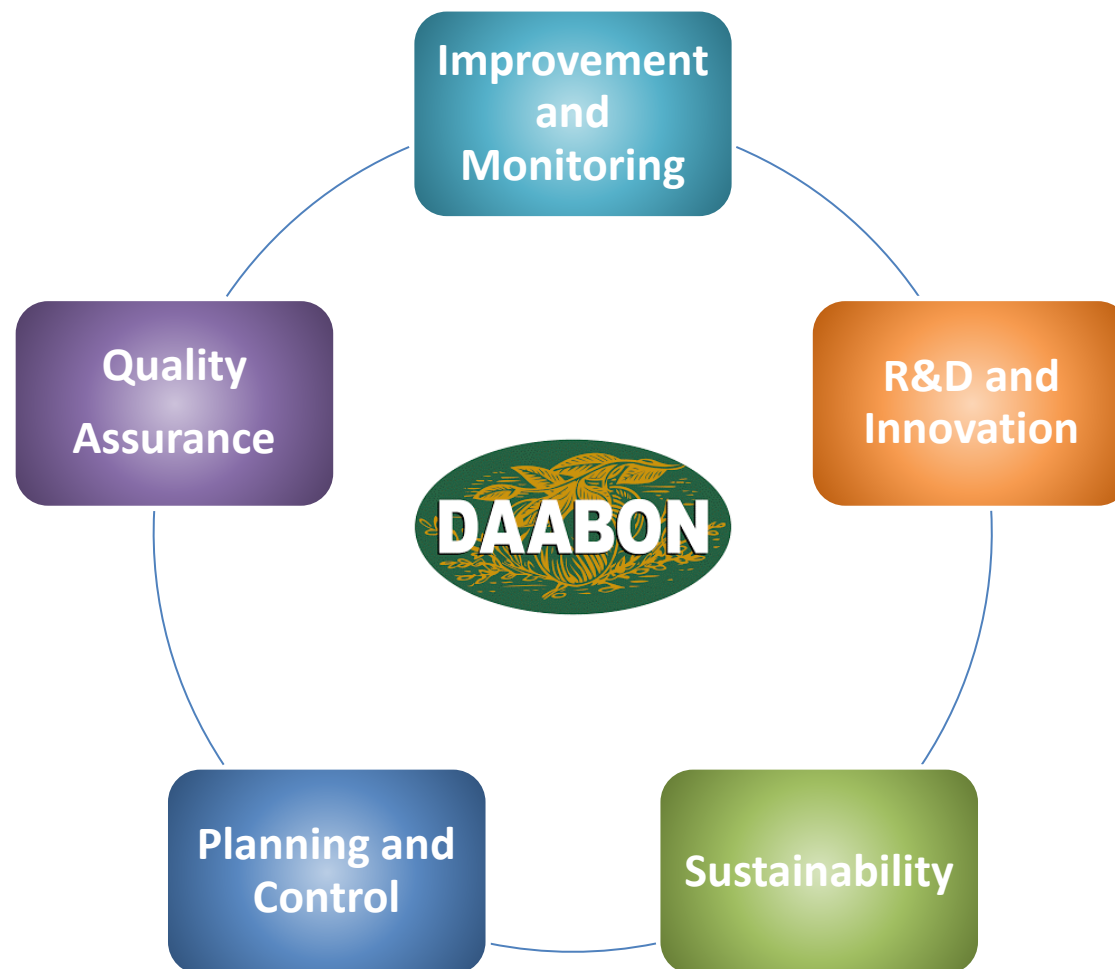 Improvement
and
Monitoring
R&D and
Innovation
Sustainability
Planning and
Control
Quality
Assurance
DAABON